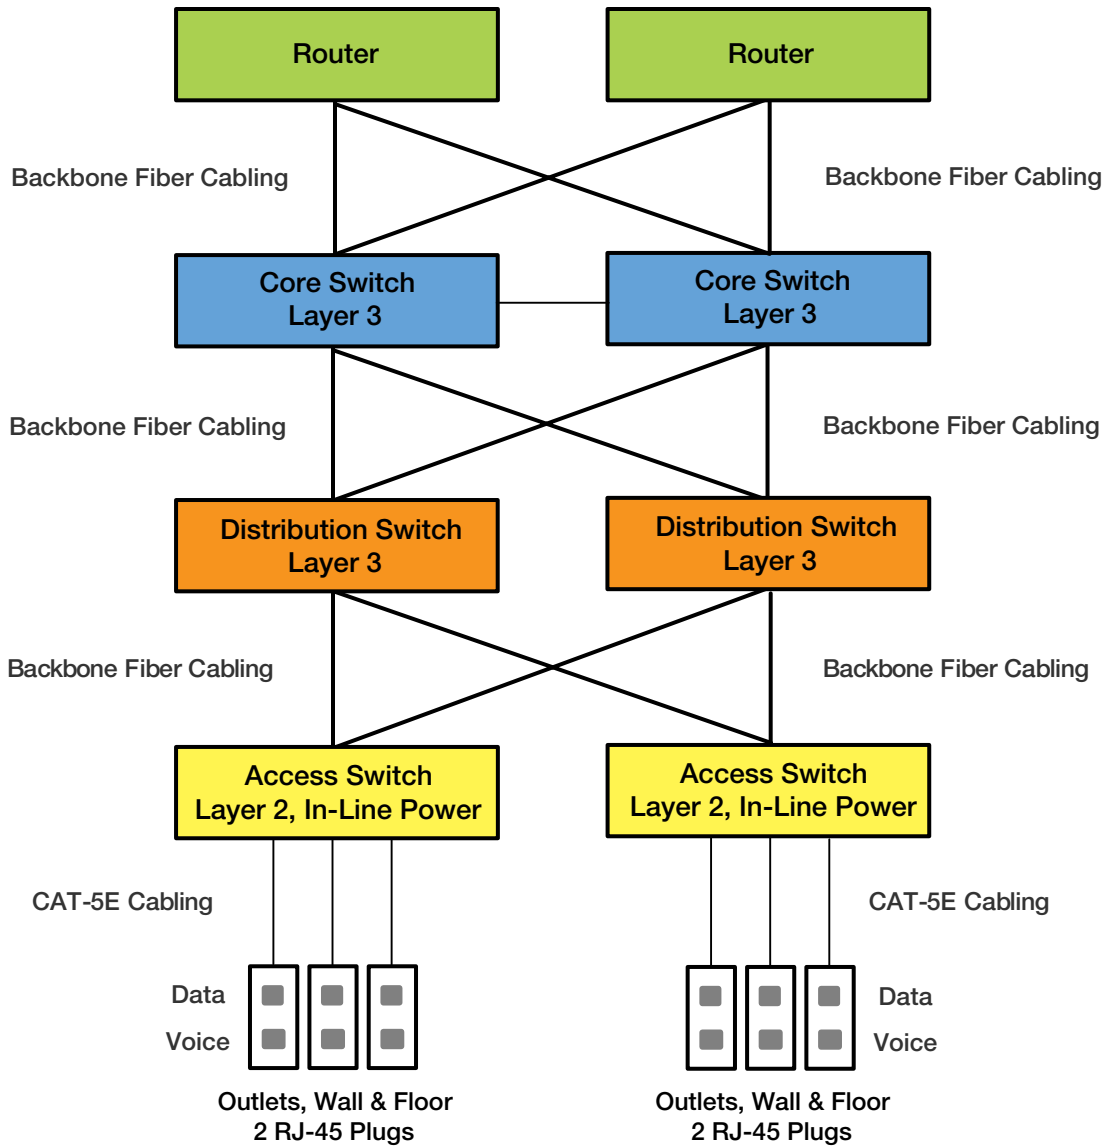 Router
Router
Backbone Fiber Cabling
Backbone Fiber Cabling
Core Switch
Layer 3
Core Switch
Layer 3
Backbone Fiber Cabling
Backbone Fiber Cabling
Distribution Switch
Layer 3
Distribution Switch
Layer 3
Backbone Fiber Cabling
Backbone Fiber Cabling
Access Switch
Layer 2, In-Line Power
Access Switch
Layer 2, In-Line Power
CAT-5E Cabling
CAT-5E Cabling
Data
Voice
Data
Voice
Outlets, Wall & Floor
2 RJ-45 Plugs
Outlets, Wall & Floor
2 RJ-45 Plugs